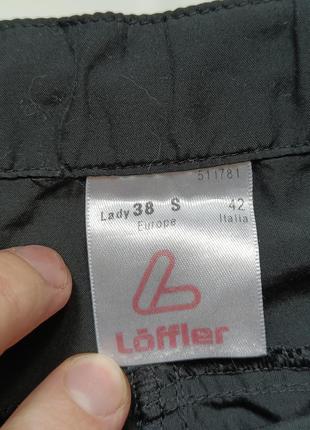 511781
Lady 38 S 42
Europe Italia
Löffler